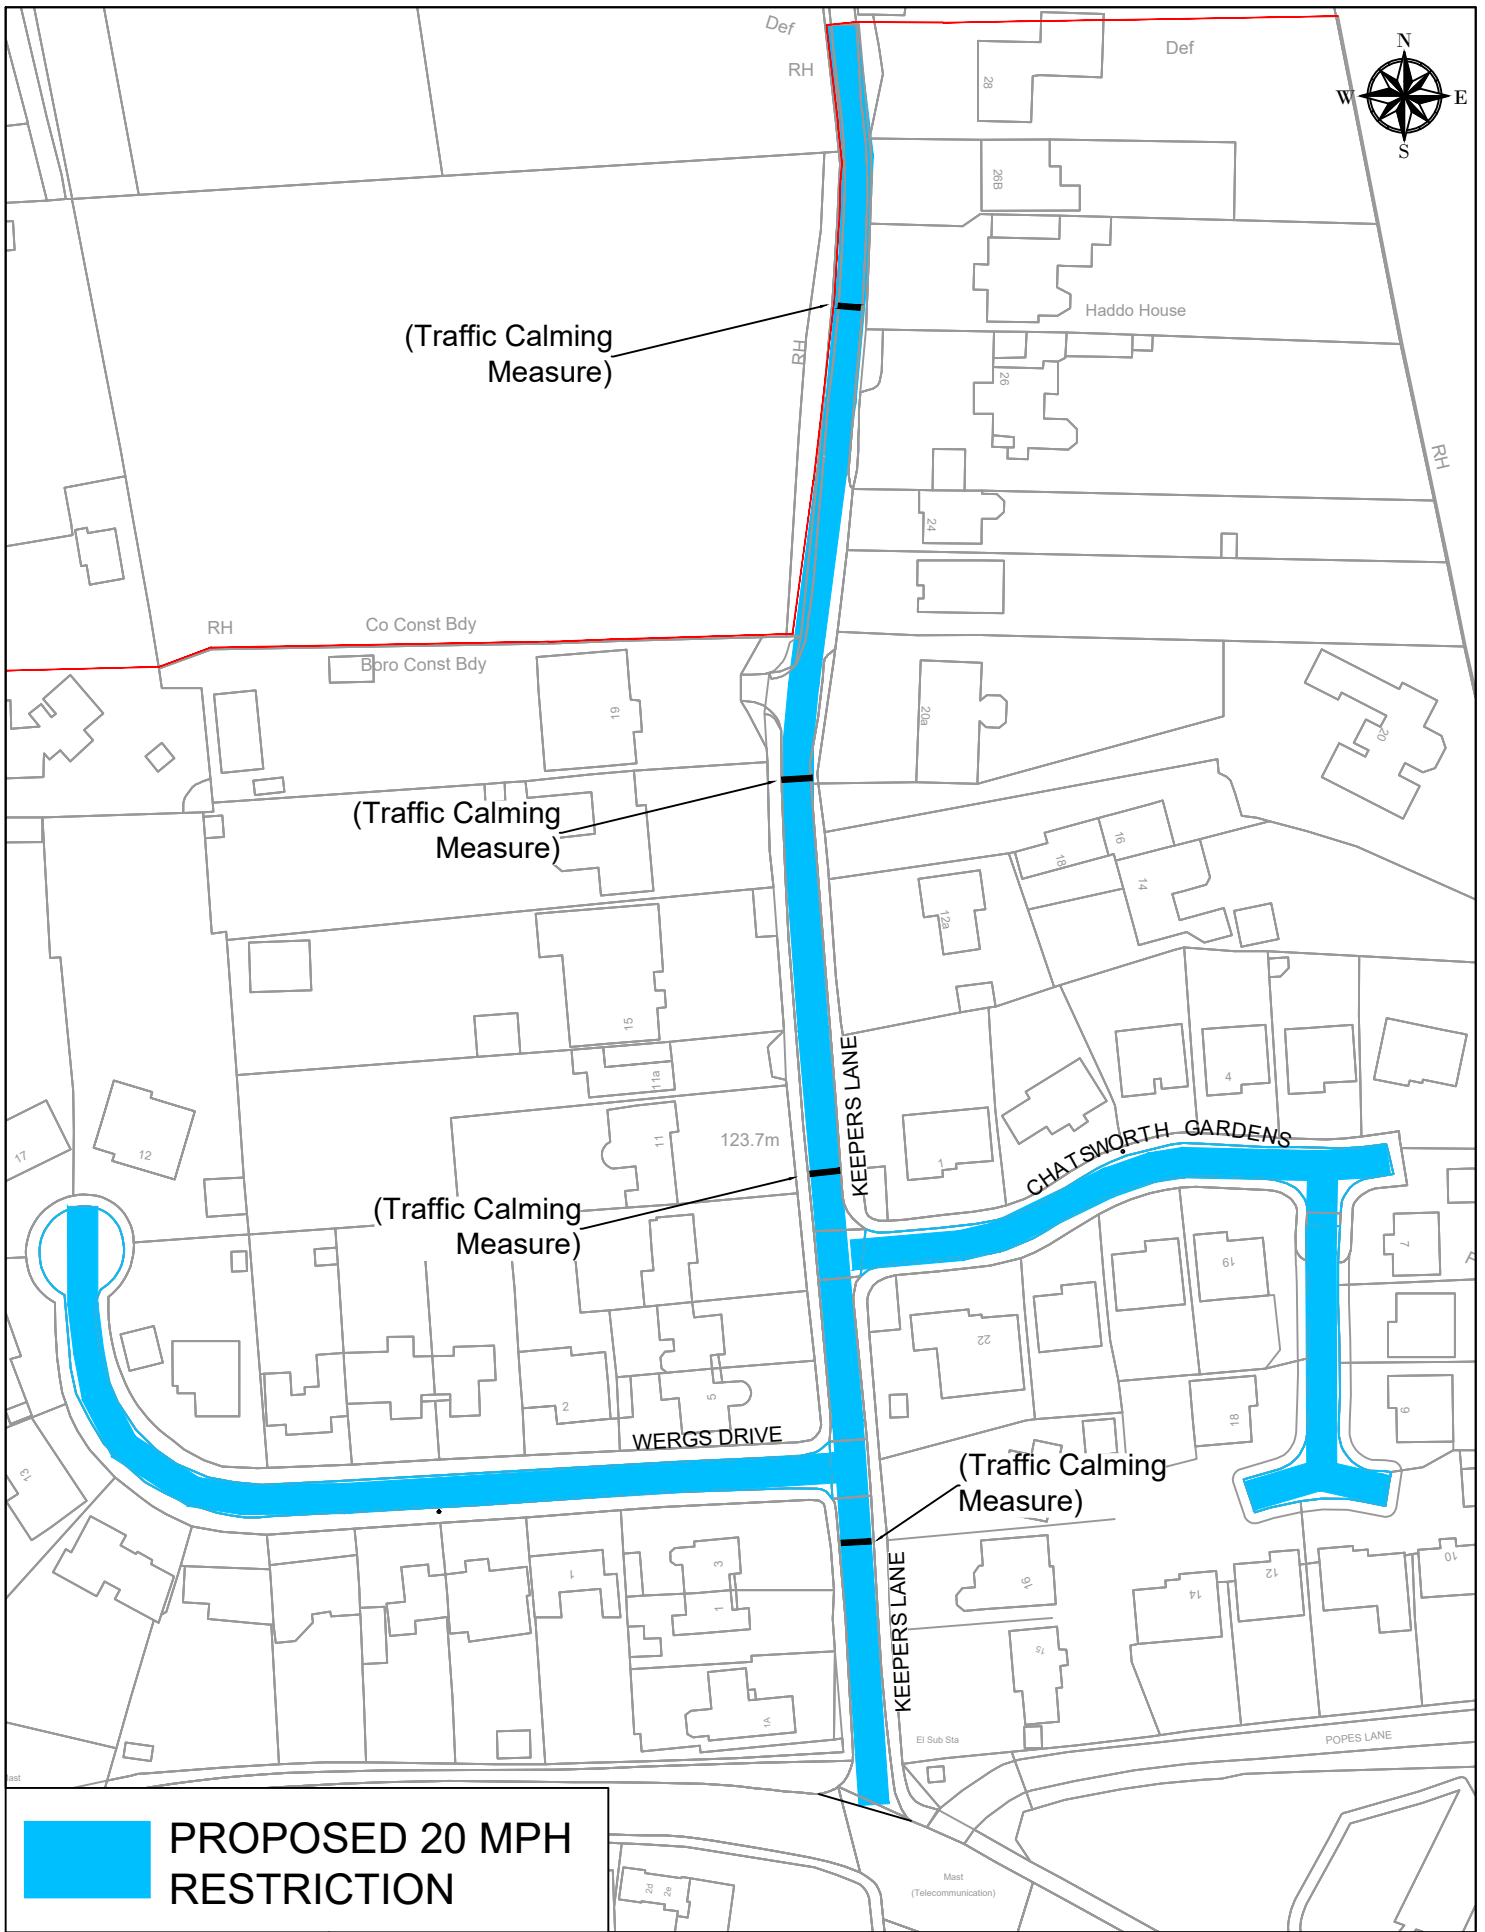 Def
RH
Def
N
W
E
S
28
26B
Haddo House
(Traffic Calming
Measure)
RH
26
RH
24
RH
Co Const Bdy
Boro Const Bdy
19
20a
20
(Traffic Calming
Measure)
18
16
14
12a
15
11a
KEEPERS LANE
4
11
123.7m
1
CHATSWORTH GARDENS
17
12
(Traffic Calming
Measure)
19
7
22
5
2
18
9
WERGS DRIVE
(Traffic Calming
Measure)
13
3
1
1
16
14
12
10
KEEPERS LANE
15
1A
El Sub Sta
POPES LANE
PROPOSED 20 MPH
RESTRICTION
2d
2e
Mast
(Telecommunication)